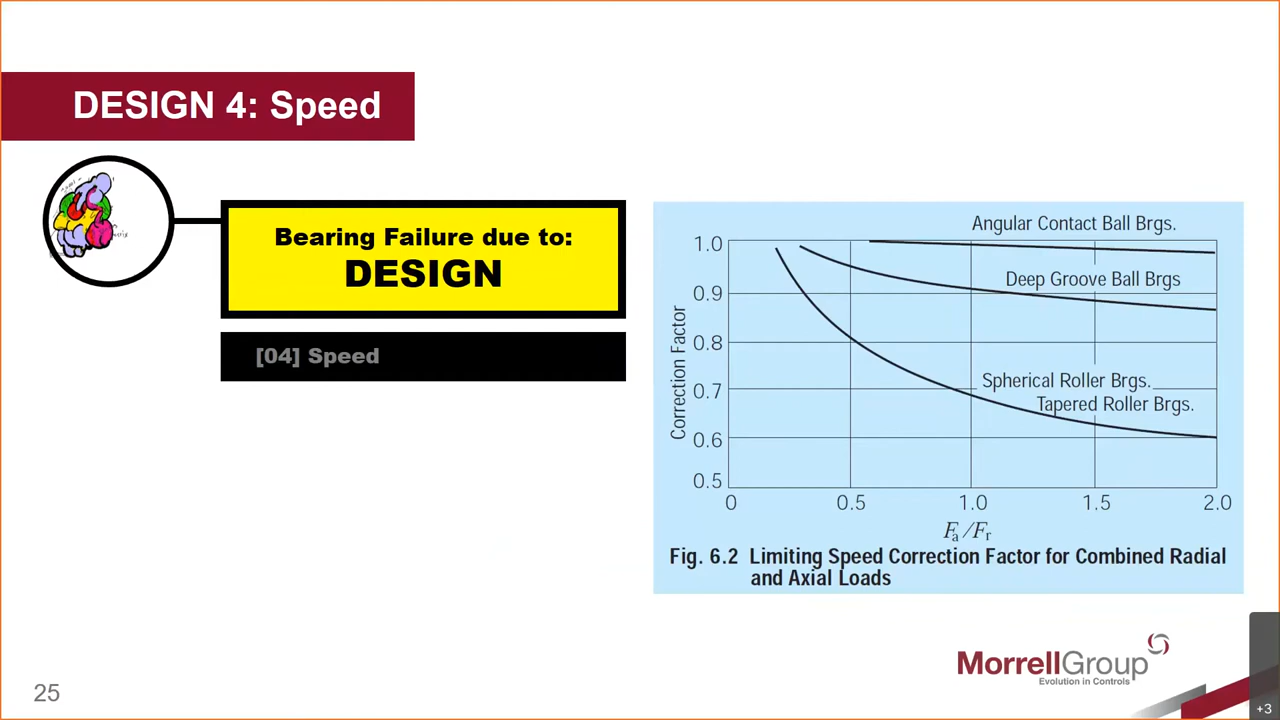 DESIGN 4: Speed
Bearing Failure due to:
DESIGN
[04] Speed
Angular Contact Ball Brgs.
Deep Groove Ball Brgs
Spherical Roller Brgs.
Tapered Roller Brgs.
Correction Factor
1.0
0.9
0.8
0.7
0.6
0.5
0 0.5 1.0 1.5 2.0
Fa/Fr
Fig. 6.2 Limiting Speed Correction Factor for Combined Radial
and Axial Loads
MorrellGroup
Evolution in Controls
25
+3